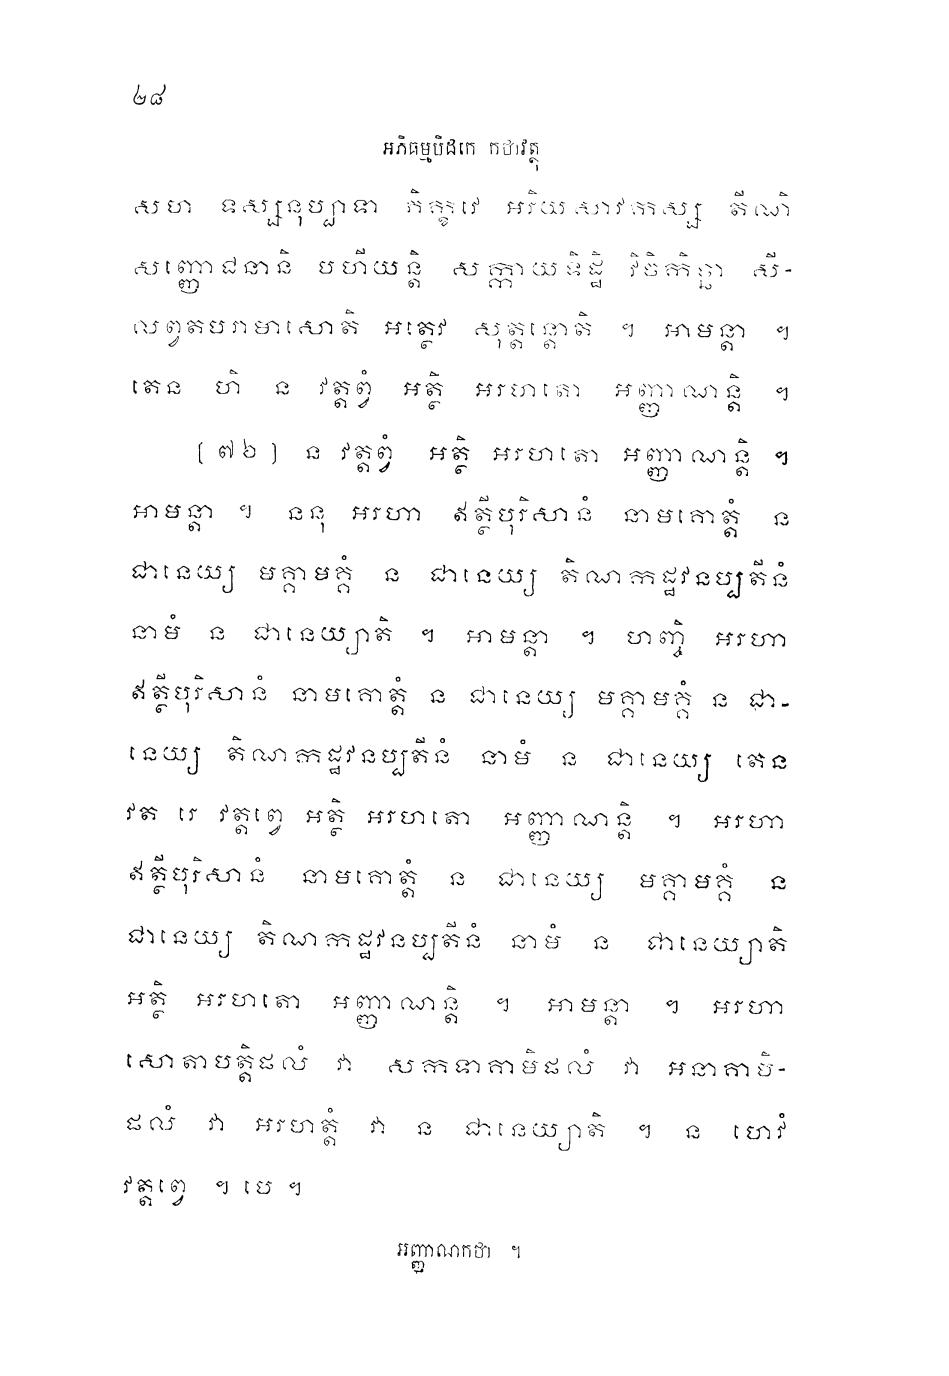 ២៨
អភិធម្មបិដកេ កថាវត្ថុ
សហ ទស្សនុប្បាទា ភិក្ខវេ អរិយសាវកស្ស តីណិ
សញ្ញោជនានិ បហីយន្តិ សក្កាយទិដ្ឋិ វិចិកិច្ឆា សី-
លព្វតបរាមាសោតិ អត្ថេវ សុត្តន្តោតិ ។ អាមន្តា ។
តេន ហិ ន វត្តព្វំ អត្ថិ អរហតោ អញ្ញាណន្តិ ។
[៧៦] ន វត្តព្វំ អត្ថិ អរហតោ អញ្ញាណន្តិ ។
អាមន្តា ។ ននុ អរហា ឥត្ថីបុរិសានំ នាមគោត្តំ ន
ជានេយ្យ មគ្គាមគ្គំ ន ជានេយ្យ តិណកដ្ឋវនប្បតីនំ
នាមំ ន ជានេយ្យាតិ ។ អាមន្តា ។ ហញ្ចិ អរហា
ឥត្ថីបុរិសានំ នាមគោត្តំ ន ជានេយ្យ មគ្គាមគ្គំ ន ជា-
នេយ្យ តិណកដ្ឋវនប្បតីនំ នាមំ ន ជានេយ្យ តេន
វត រេ វត្តព្វេ អត្ថិ អរហតោ អញ្ញាណន្តិ ។ អរហា
ឥត្ថីបុរិសានំ នាមគោត្តំ ន ជានេយ្យ មគ្គាមគ្គំ ន
ជានេយ្យ តិណកដ្ឋវនប្បតីនំ នាមំ ន ជានេយ្យាតិ
អត្ថិ អរហតោ អញ្ញាណន្តិ ។ អាមន្តា ។ អរហា
សោតាបត្តិផលំ វា សកទាគាមិផលំ វា អនាគាមិ-
ផលំ វា អរហត្តំ វា ន ជានេយ្យាតិ ។ ន ហេវំ
វត្តព្វេ ។ បេ ។
អញ្ញាណកថា ។